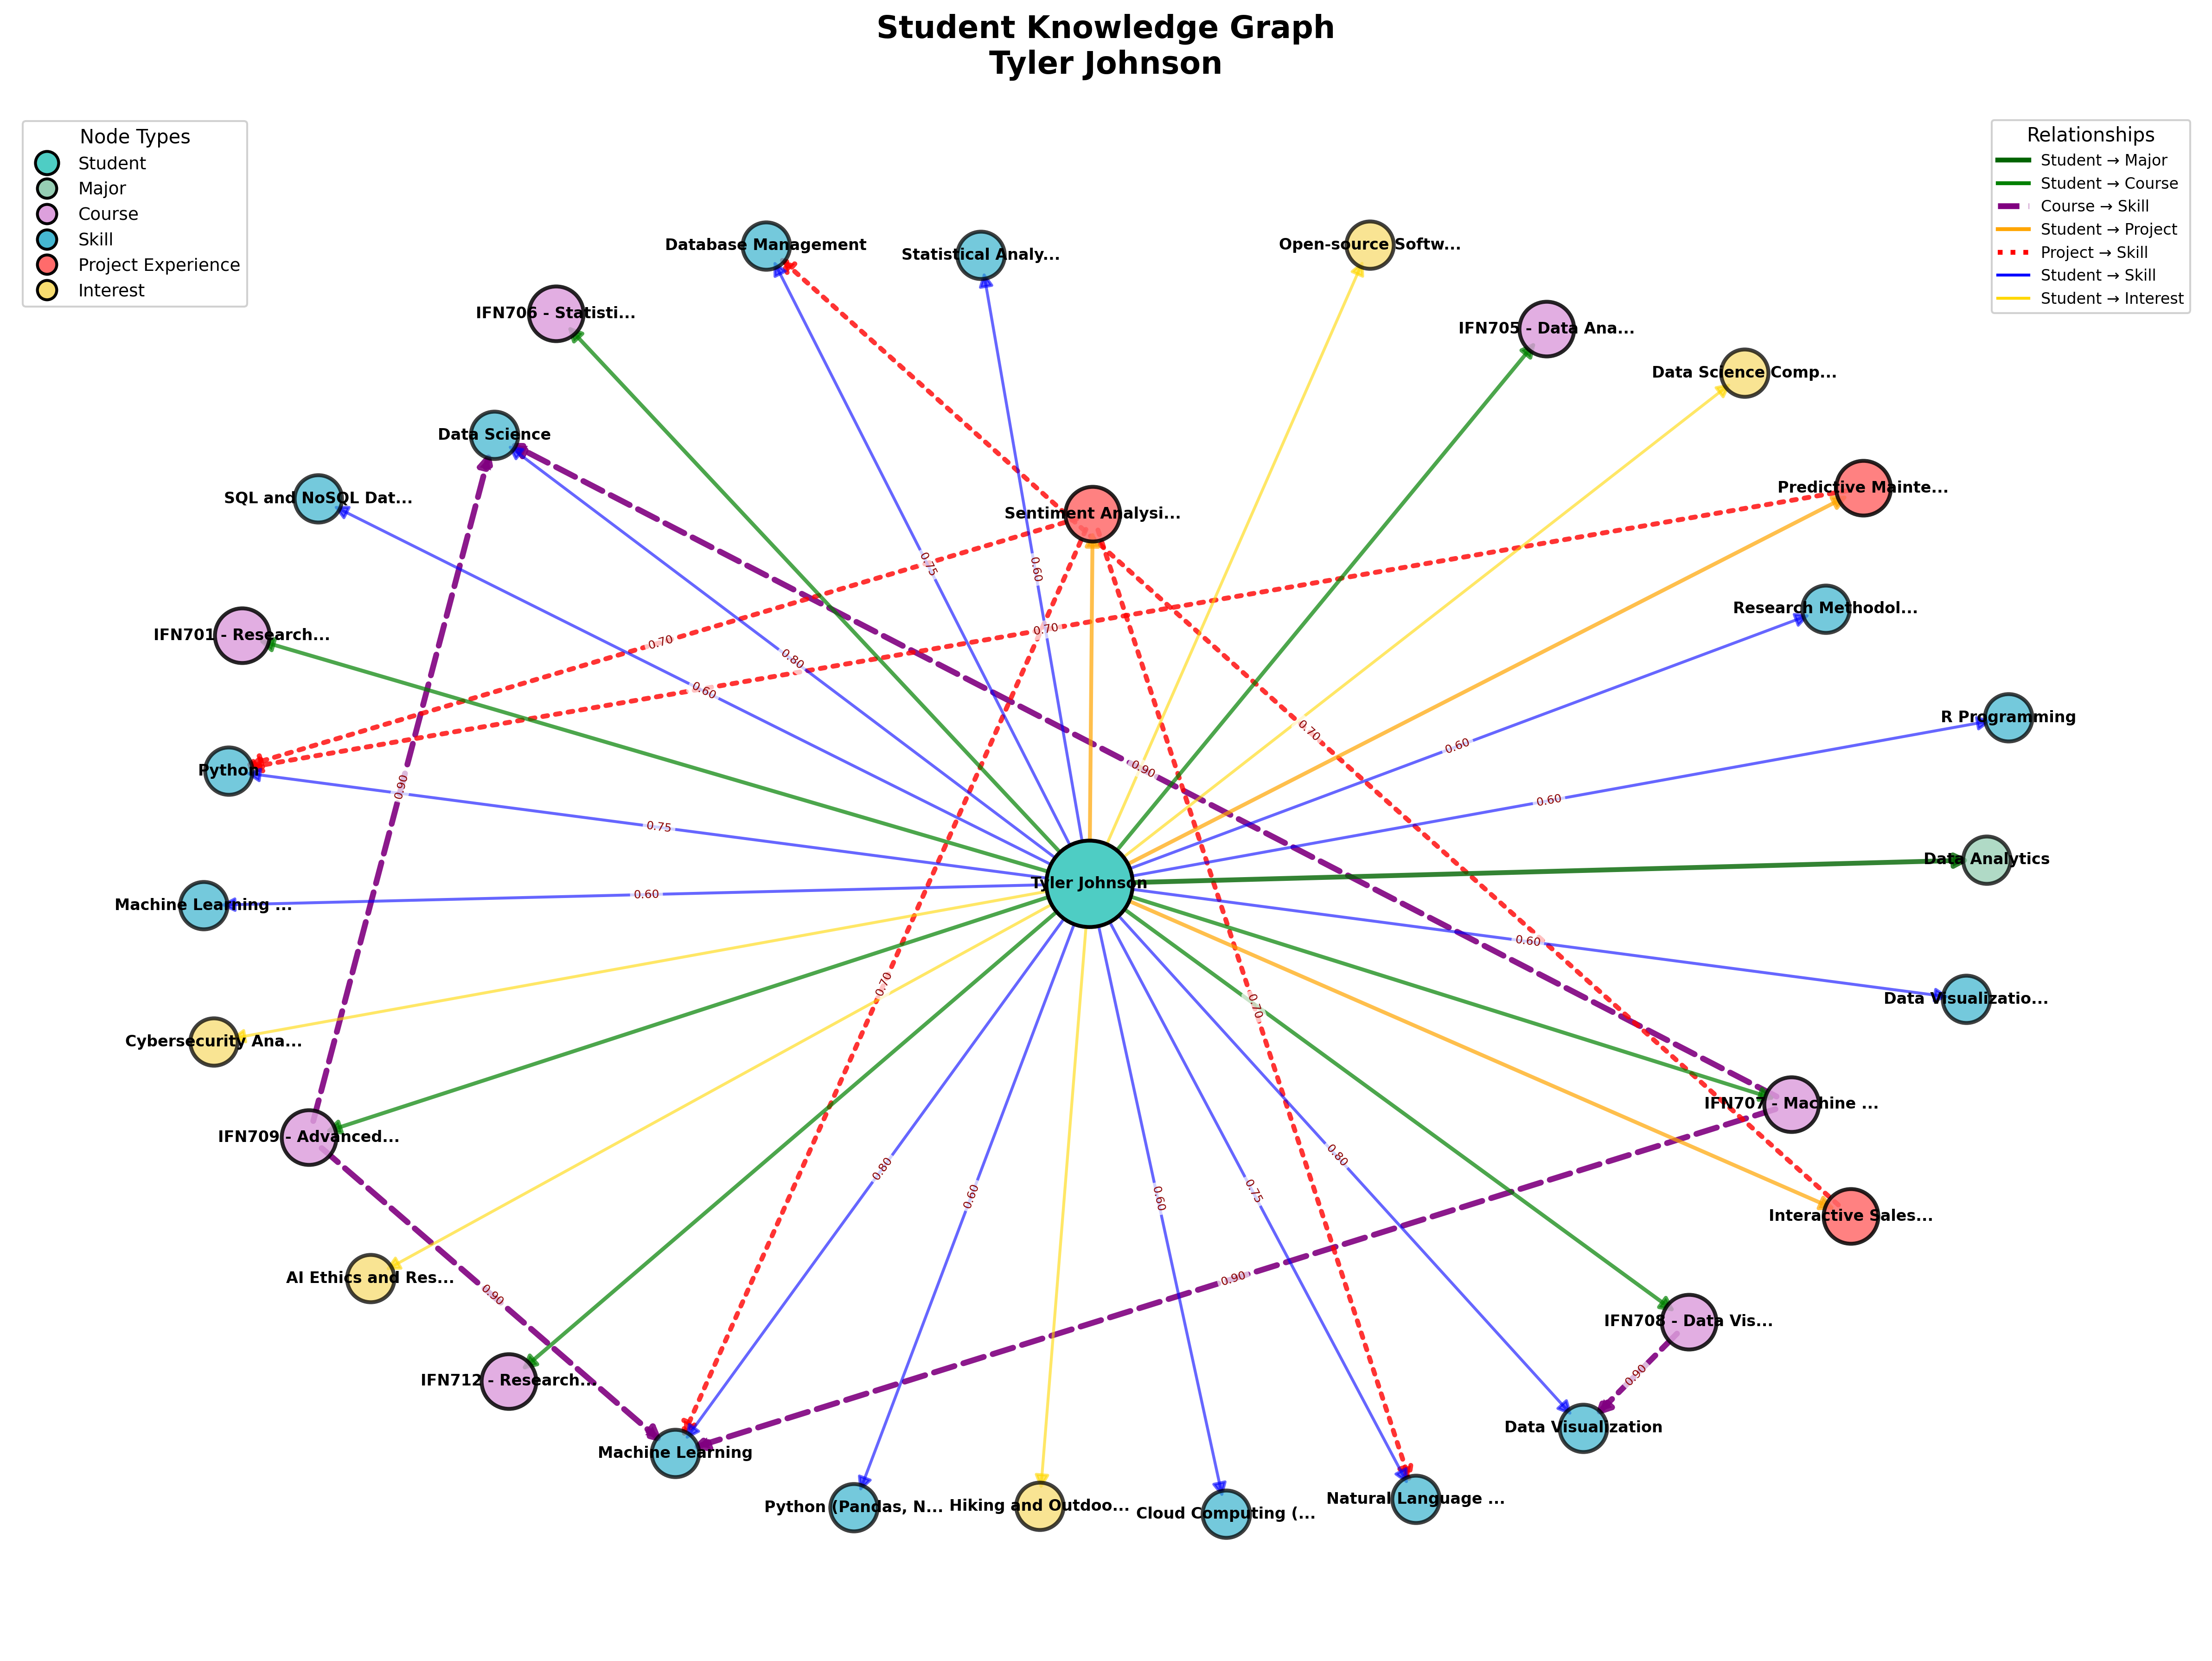 Student Knowledge Graph
Tyler Johnson
Node Types
Student
Major
Course
Skill
Project Experience
Interest
Relationships
Student → Major
Student → Course
Course → Skill
Student → Project
Project → Skill
Student → Skill
Student → Interest
Database Management
Statistical Analy...
Open-source Softw...
IFN706 - Statisti...
IFN705 - Data Ana...
Data Science Comp...
Data Science
SQL and NoSQL Dat...
Sentiment Analysi...
Predictive Mainte...
0.75
0.60
Research Methodol...
IFN701 - Research...
0.70
0.70
0.80
0.60
R Programming
0.70
0.60
Python
0.90
0.90
0.60
0.75
Data Analytics
Tyler Johnson
0.60
Machine Learning ...
0.60
0.70
Data Visualizatio...
0.70
Cybersecurity Ana...
IFN707 - Machine ...
IFN709 - Advanced...
0.80
0.80
0.60
0.75
0.60
Interactive Sales...
AI Ethics and Res...
0.90
0.90
IFN708 - Data Vis...
0.90
IFN712 - Research...
Data Visualization
Machine Learning
Python (Pandas, N...
Hiking and Outdoo...
Cloud Computing (...
Natural Language ...